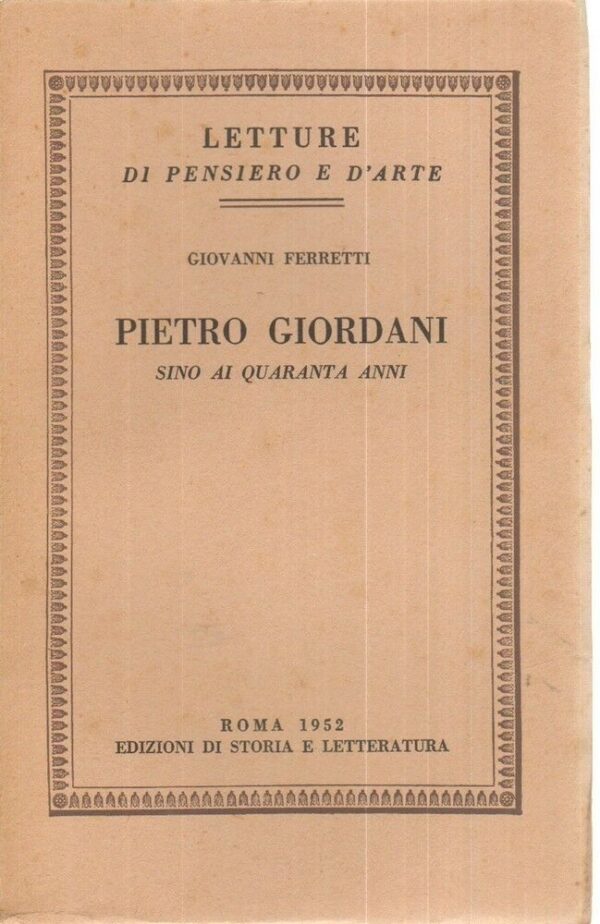 LETTURE
DI PENSIERO E D'ARTE
GIOVANNI FERRETTI
PIETRO GIORDANI
SINO AI QUARANTA ANNI
ROMA 1952
EDIZIONI DI STORIA E LETTERATURA